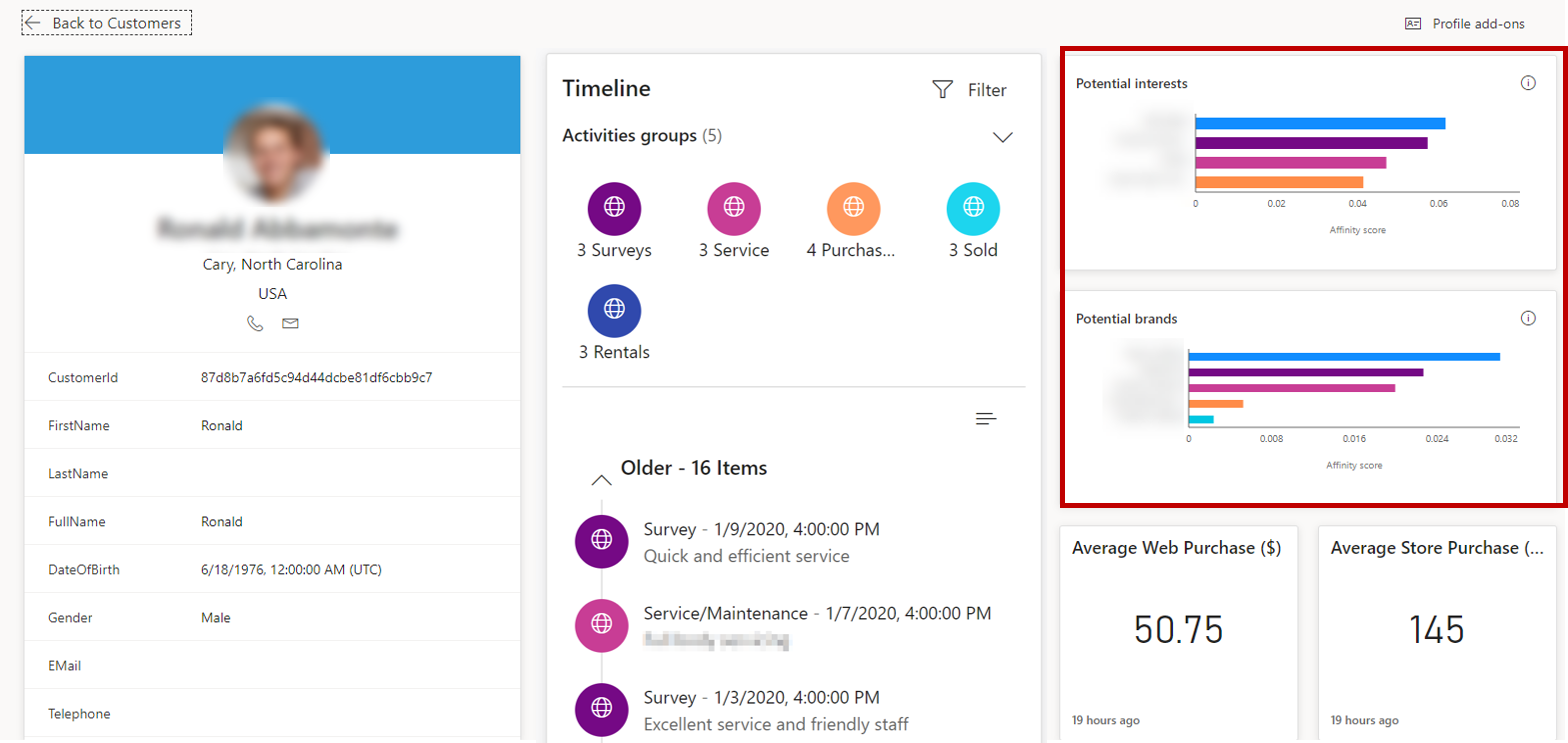 Back to Customers
Profile add-ons
Cary, North Carolina
USA
CustomerId 87d8b7a6fd5c94d44dcbe81df6cbb9c7
FirstName Ronald
LastName
FullName Ronald
DateOfBirth 6/18/1976, 12:00:00 AM (UTC)
Gender Male
EMail
Telephone
Timeline
Filter
Activities groups (5)
3 Surveys
3 Service
4 Purchas...
3 Sold
3 Rentals
Older - 16 Items
Survey - 1/9/2020, 4:00:00 PM
Quick and efficient service
Service/Maintenance - 1/7/2020, 4:00:00 PM
Survey - 1/3/2020, 4:00:00 PM
Excellent service and friendly staff
Potential interests
0 0.02 0.04 0.06 0.08
Affinity score
Potential brands
0 0.008 0.016 0.024 0.032
Affinity score
Average Web Purchase ($)
50.75
19 hours ago
Average Store Purchase (...
145
19 hours ago